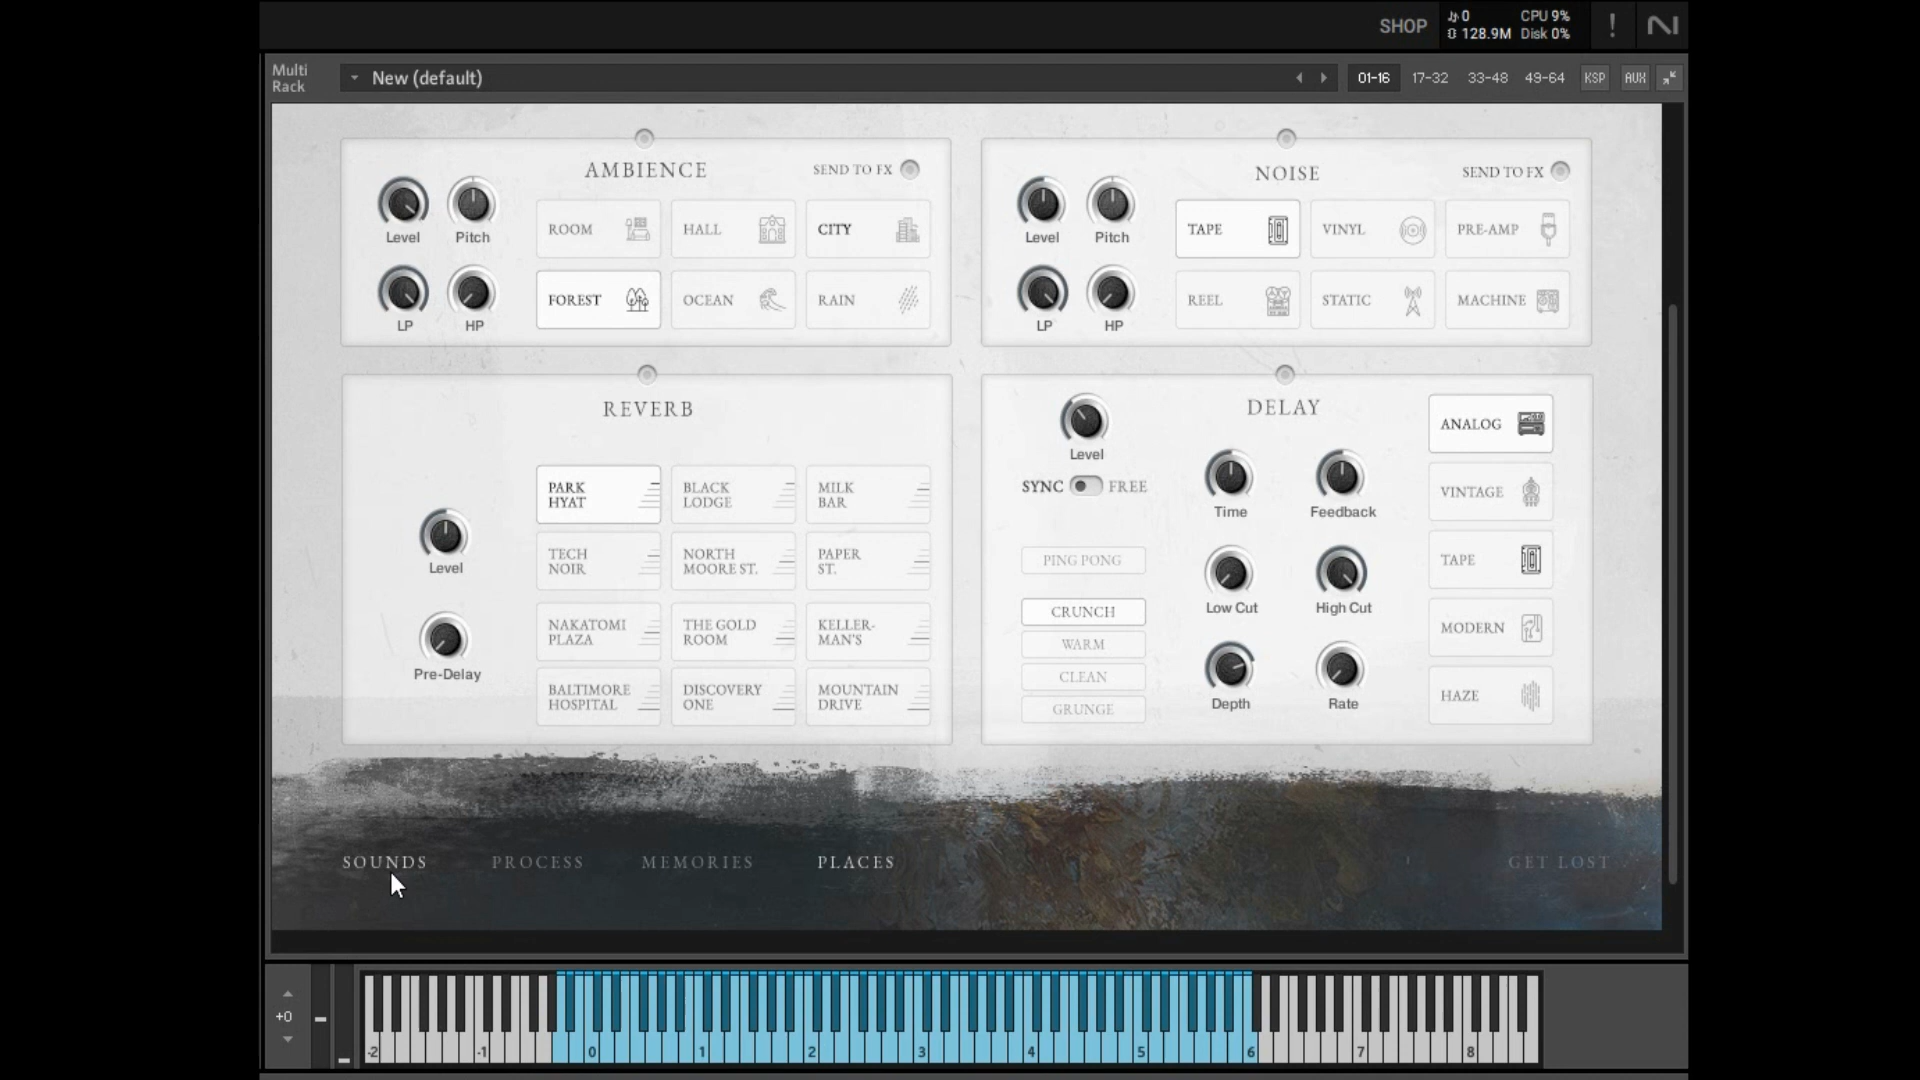 SHOP
0
128.9M
CPU 9%
Disk 0%
!
Multi
Rack
New (default)
01-16
17-32
33-48
49-64
KSP
AUX
AMBIENCE
SEND TO FX
Level
Pitch
LP
HP
ROOM
HALL
CITY
FOREST
OCEAN
RAIN
NOISE
SEND TO FX
Level
Pitch
LP
HP
TAPE
VINYL
PRE-AMP
REEL
STATIC
MACHINE
REVERB
Level
Pre-Delay
PARK
HYAT
BLACK
LODGE
MILK
BAR
TECH
NOIR
NORTH
MOORE ST.
PAPER
ST.
NAKATOMI
PLAZA
THE GOLD
ROOM
KELLER-
MAN'S
BALTIMORE
HOSPITAL
DISCOVERY
ONE
MOUNTAIN
DRIVE
DELAY
Level
SYNC
FREE
PING PONG
CRUNCH
WARM
CLEAN
GRUNGE
Time
Feedback
Low Cut
High Cut
Depth
Rate
ANALOG
VINTAGE
TAPE
MODERN
HAZE
SOUNDS
PROCESS
MEMORIES
PLACES
GET LOST
+0
-2
-1
0
1
2
3
4
5
6
7
8